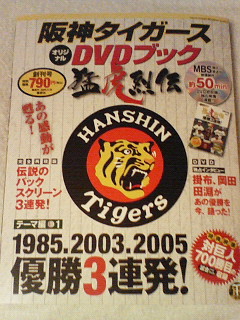 阪神タイガース
オリジナル
DVDブック
猛虎烈伝
創刊号
790円
MBS
約50min
あの感動が
甦る!
HANSHIN
Tigers
伝説の
バック
スクリーン
3連発!
DVD
掛布、岡田
田淵が
あの優勝を
今、語った!
テーマ編 1
1985.2003.2005
優勝3連発!
対巨人
700勝目